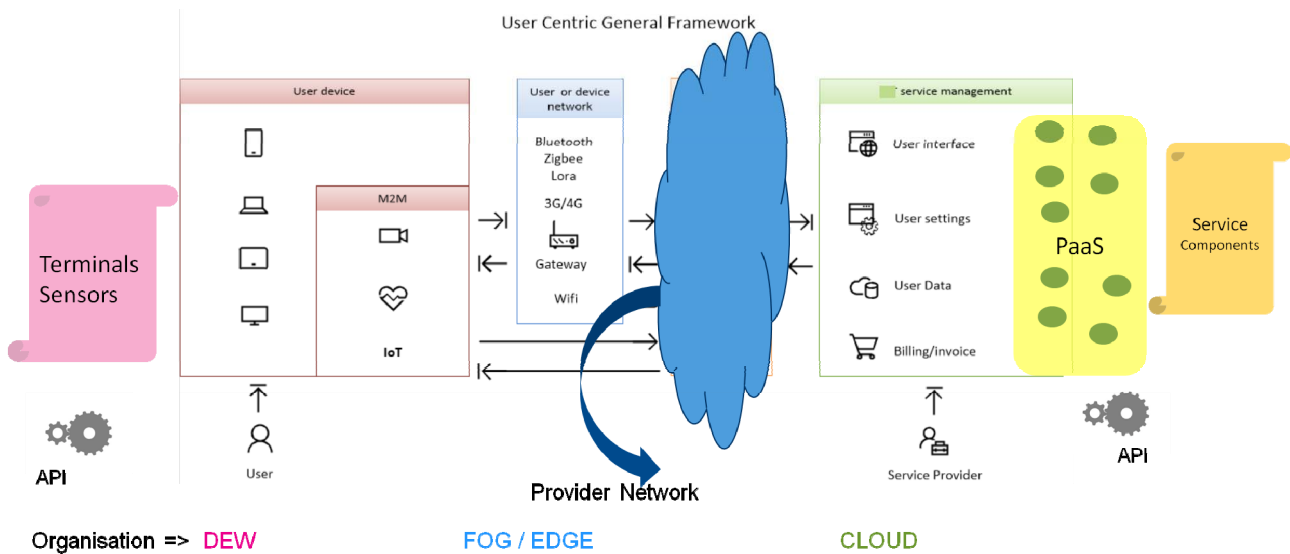 User Centric General Framework
User device
User or device
network
service management
Bluetooth
Zigbee
Lora
3G/4G
Gateway
Wifi
M2M
IoT
User interface
User settings
User Data
Billing/invoice
PaaS
Terminals
Sensors
Service
Components
API
User
Provider Network
Service Provider
API
Organisation => DEW
FOG / EDGE
CLOUD